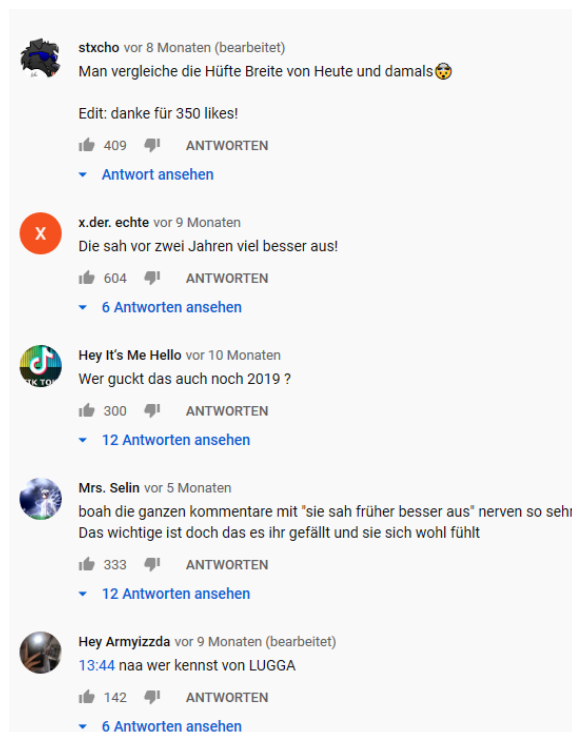 stxcho vor 8 Monaten (bearbeitet)
Man vergleiche die Hüfte Breite von Heute und damals🤯
Edit: danke für 350 likes!
409 ANTWORTEN
Antwort ansehen
X
x.der. echte vor 9 Monaten
Die sah vor zwei Jahren viel besser aus!
604 ANTWORTEN
6 Antworten ansehen
Hey It's Me Hello vor 10 Monaten
Wer guckt das auch noch 2019 ?
300 ANTWORTEN
12 Antworten ansehen
Mrs. Selin vor 5 Monaten
boah die ganzen kommentare mit "sie sah früher besser aus" nerven so sehr
Das wichtige ist doch das es ihr gefällt und sie sich wohl fühlt
333 ANTWORTEN
12 Antworten ansehen
Hey Armyizzda vor 9 Monaten (bearbeitet)
13:44 naa wer kennst von LUGGA
142 ANTWORTEN
6 Antworten ansehen